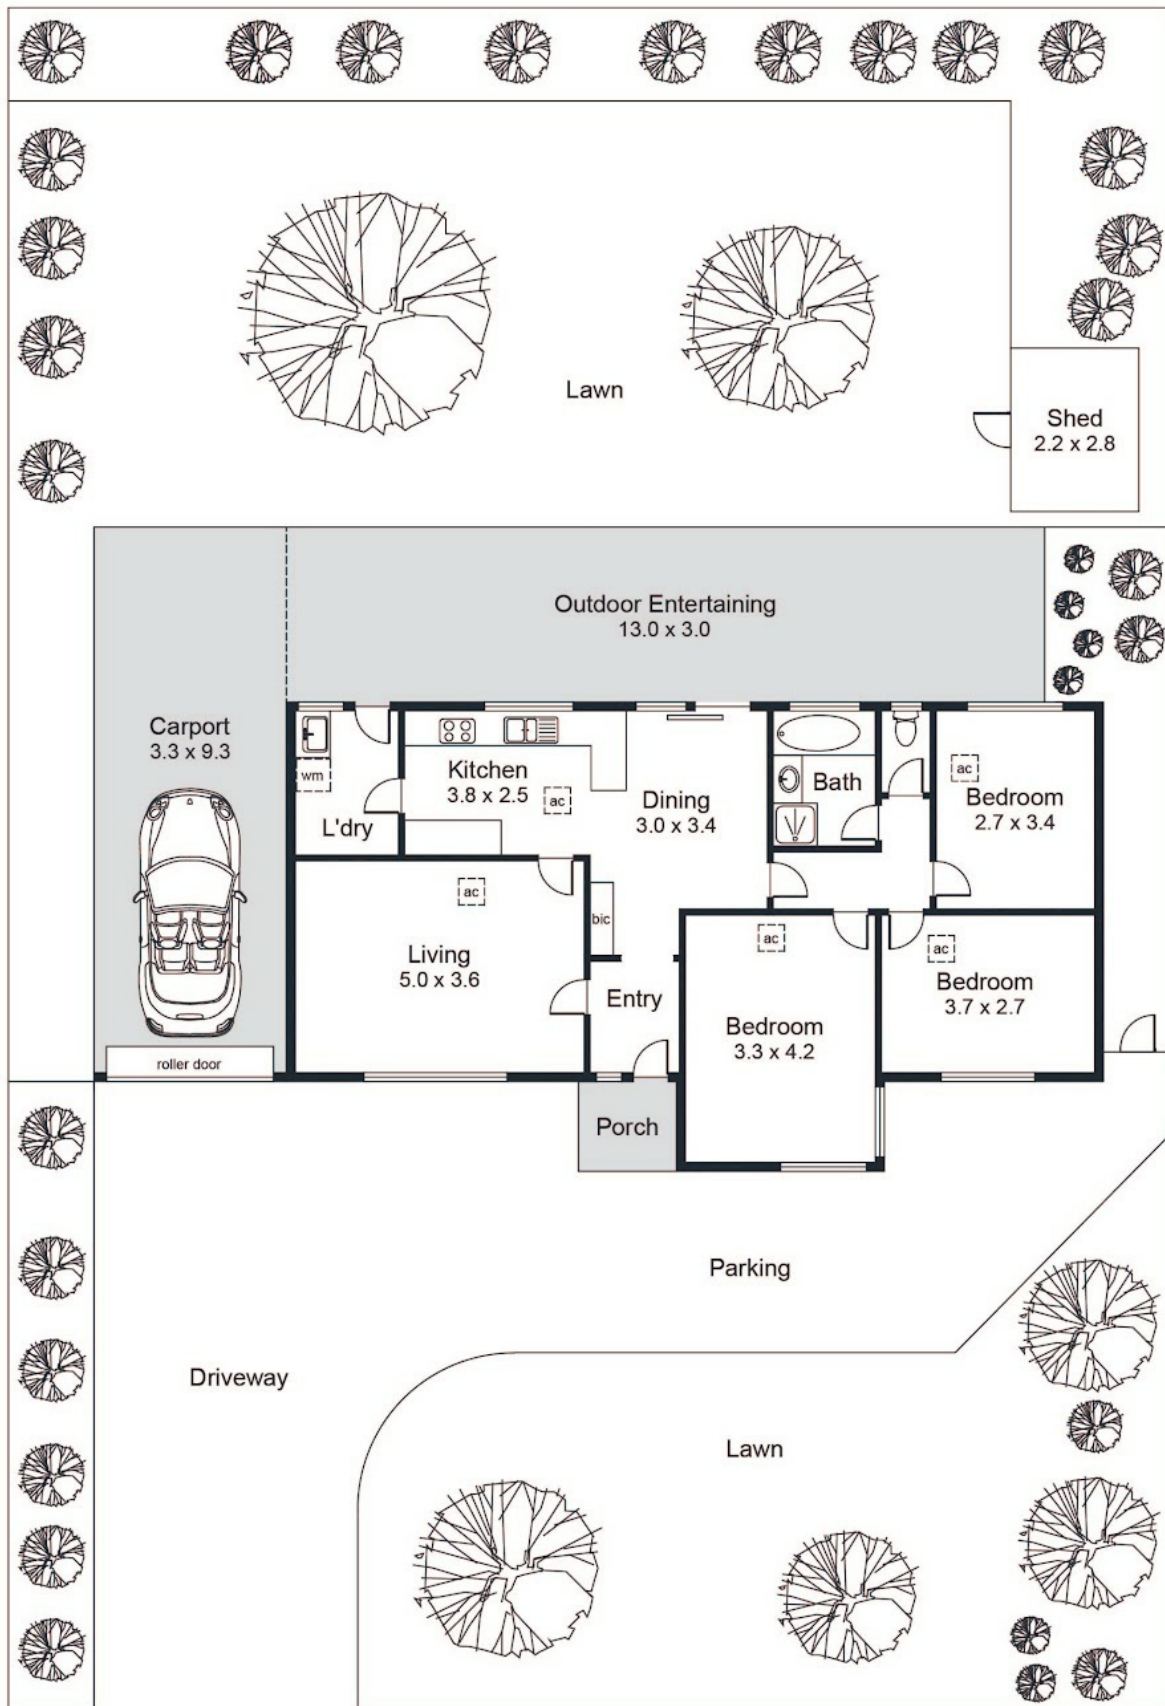 Lawn
Shed
2.2 x 2.8
Outdoor Entertaining
13.0 x 3.0
Carport
3.3 x 9.3
wm
L'dry
Kitchen
3.8 x 2.5
ac
Dining
3.0 x 3.4
Bath
ac
Bedroom
2.7 x 3.4
ac
Living
5.0 x 3.6
bic
Entry
ac
Bedroom
3.3 x 4.2
ac
Bedroom
3.7 x 2.7
roller door
Porch
Parking
Driveway
Lawn